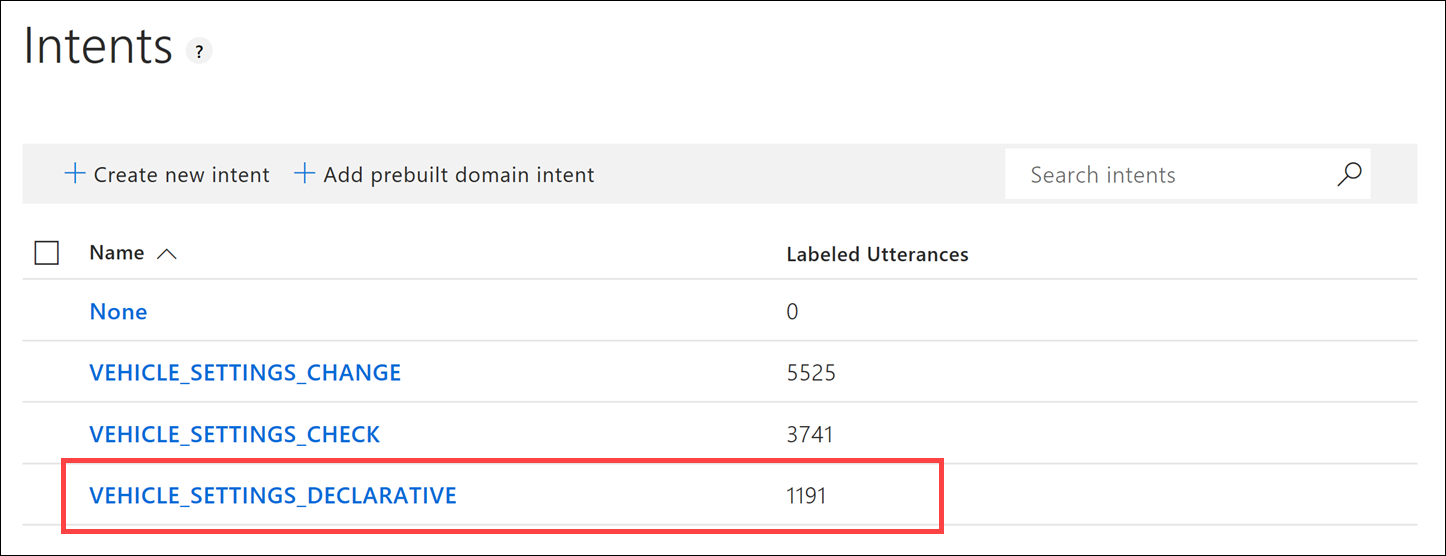 Intents ?
+ Create new intent + Add prebuilt domain intent Search intents
Name Labeled Utterances
None 0
VEHICLE_SETTINGS_CHANGE 5525
VEHICLE_SETTINGS_CHECK 3741
VEHICLE_SETTINGS_DECLARATIVE 1191